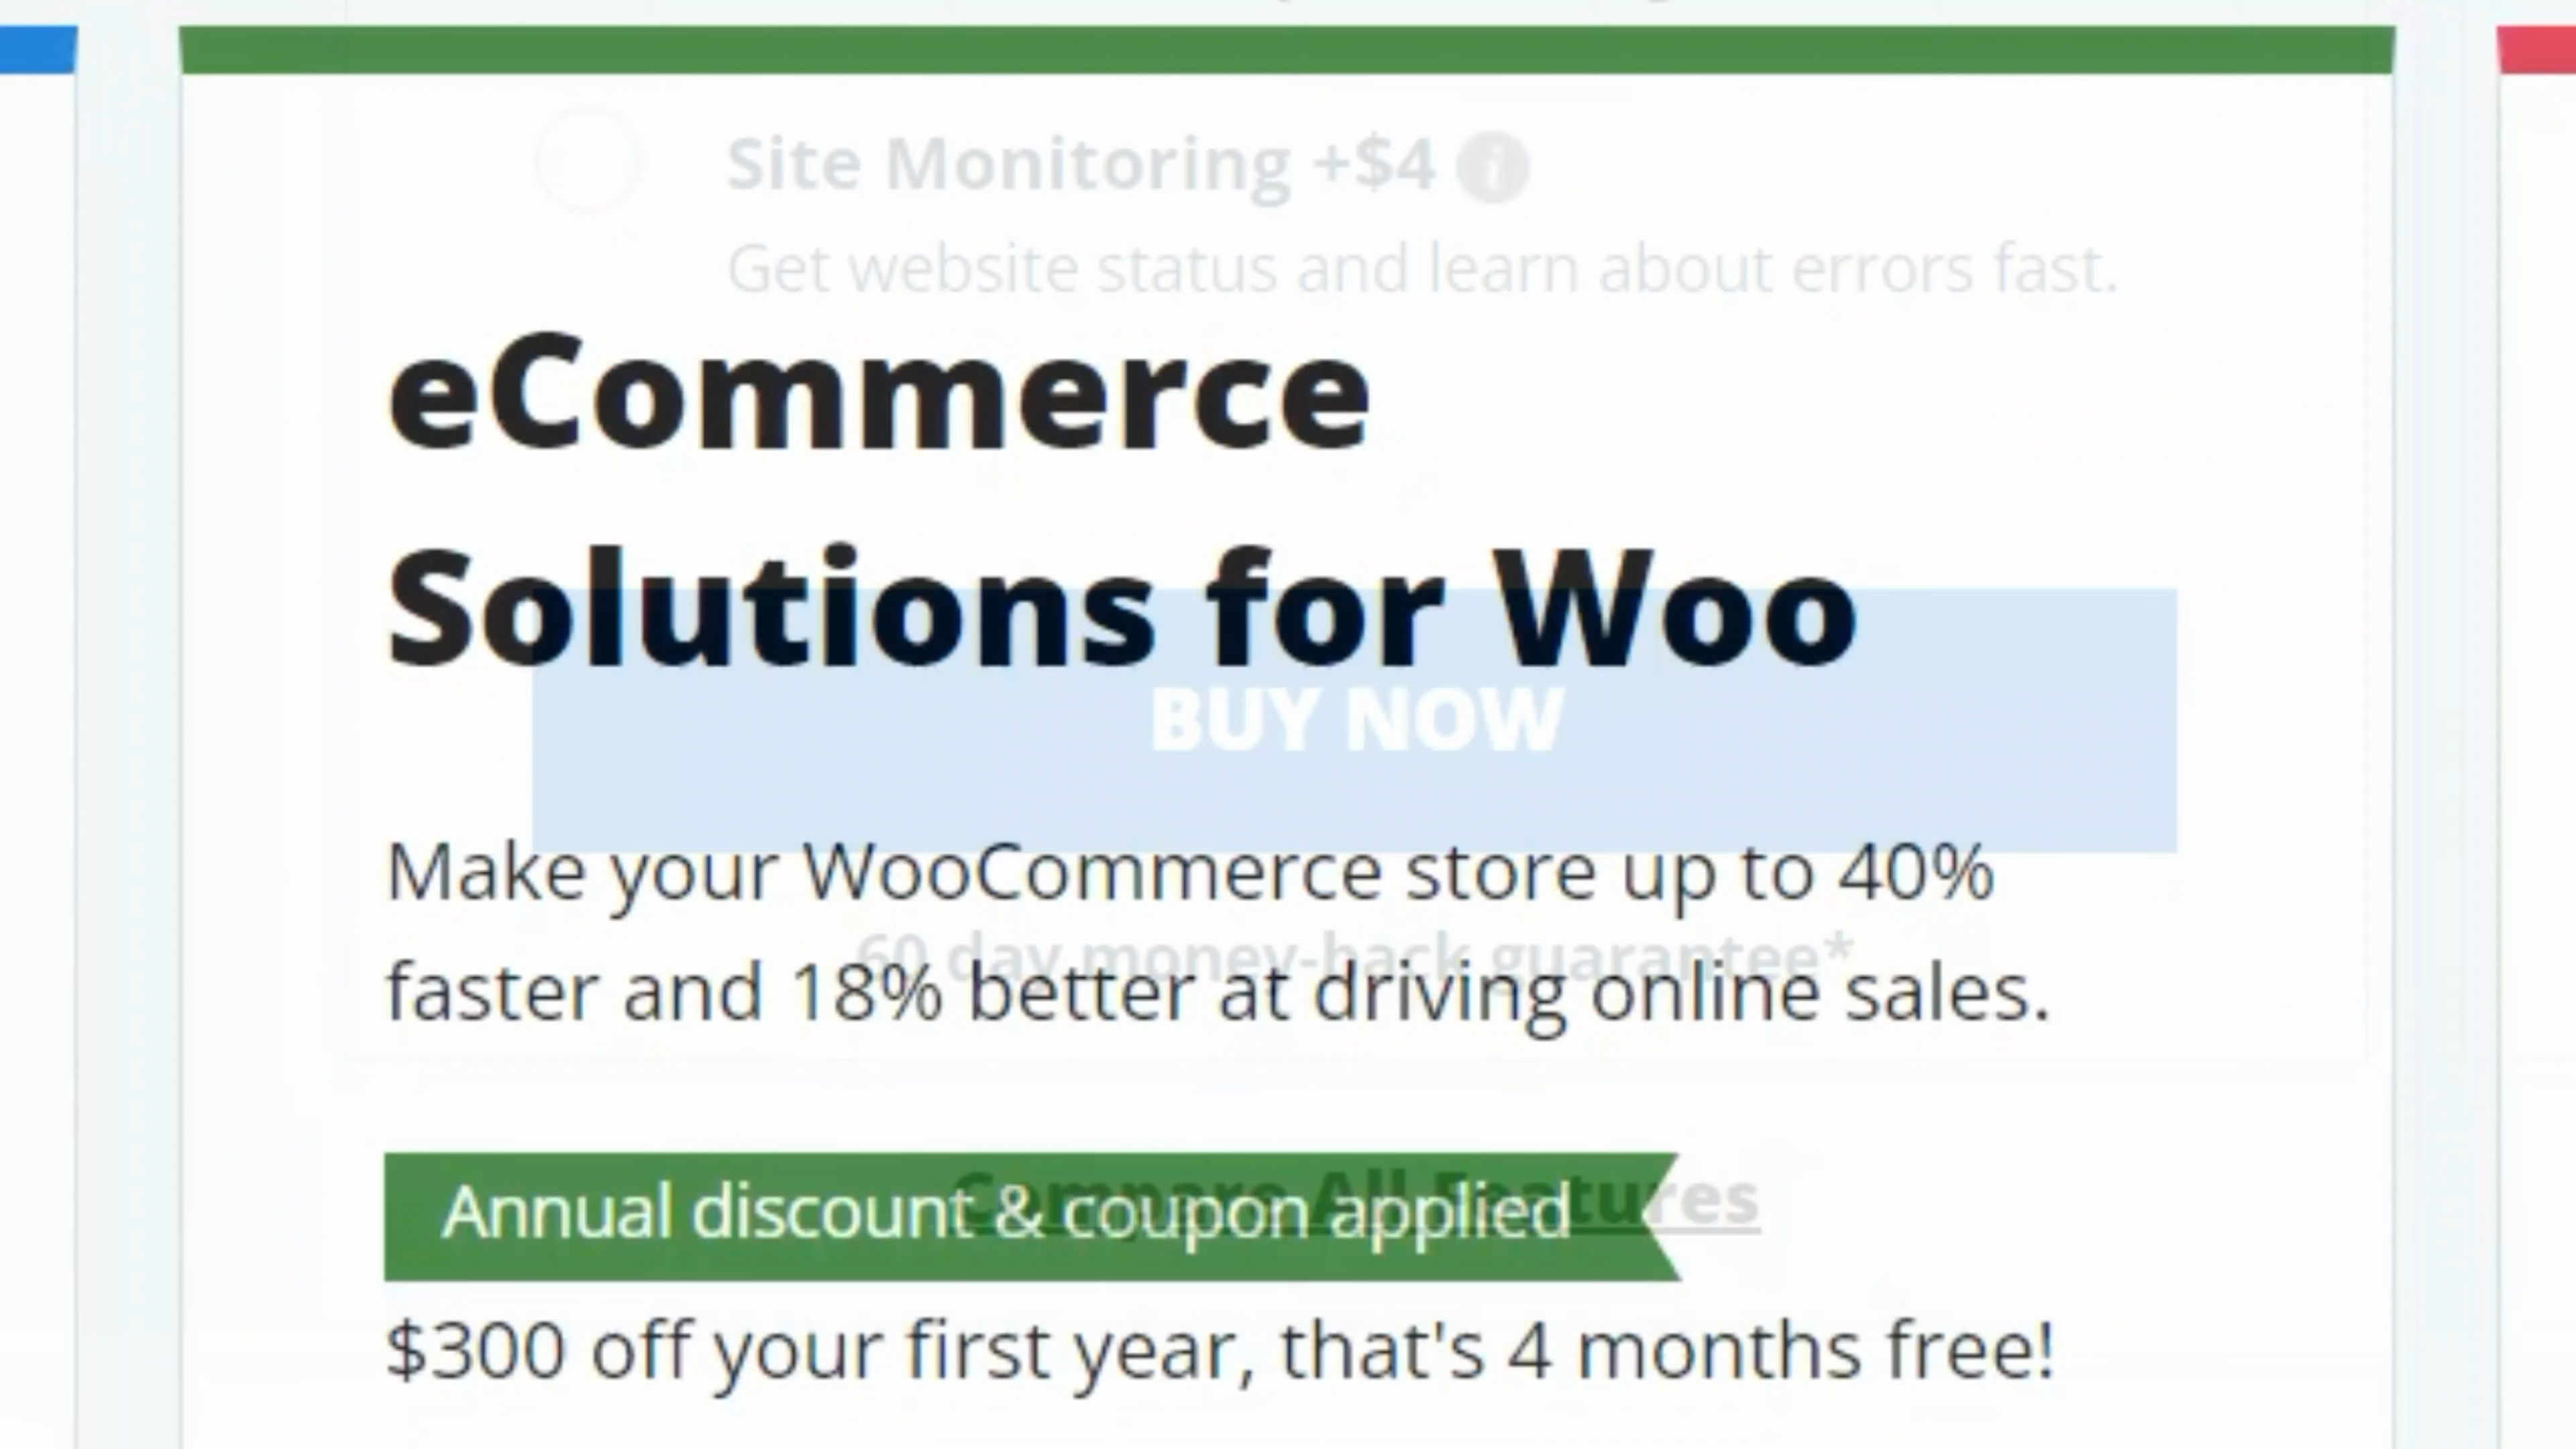 Site Monitoring +$4 i
Get website status and learn about errors fast.
eCommerce
Solutions for Woo
BUY NOW
Make your WooCommerce store up to 40%
60 day money-back guarantee*
faster and 18% better at driving online sales.
Compare All Features
Annual discount & coupon applied
$300 off your first year, that's 4 months free!